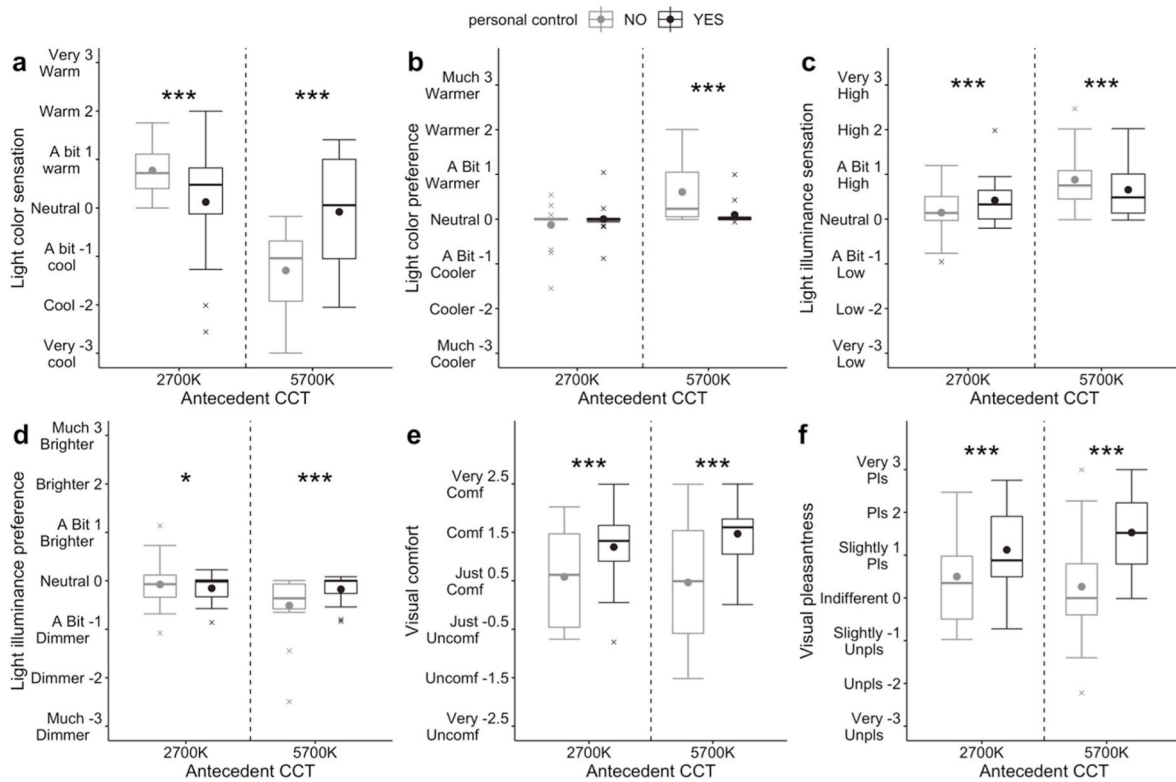 personal control NO YES
a
Light color sensation
Very 3
Warm
Warm 2
A bit 1
warm
Neutral 0
A bit -1
cool
Cool -2
Very -3
cool
*** ***
2700K 5700K
Antecedent CCT
b
Light color preference
Much 3
Warmer
Warmer 2
A Bit 1
Warmer
Neutral 0
A Bit -1
Cooler
Cooler -2
Much -3
Cooler
***
2700K 5700K
Antecedent CCT
c
Light illuminance sensation
Very 3
High
High 2
A Bit 1
High
Neutral 0
A Bit -1
Low
Low -2
Very -3
Low
*** ***
2700K 5700K
Antecedent CCT
d
Light illuminance preference
Much 3
Brighter
Brighter 2
A Bit 1
Brighter
Neutral 0
A Bit -1
Dimmer
Dimmer -2
Much -3
Dimmer
* ***
2700K 5700K
Antecedent CCT
e
Visual comfort
Very 2.5
Comf
Comf 1.5
Just 0.5
Comf
Just -0.5
Uncomf
Uncomf -1.5
Very -2.5
Uncomf
*** ***
2700K 5700K
Antecedent CCT
f
Visual pleasantness
Very 3
Pls
Pls 2
Slightly 1
Pls
Indifferent 0
Slightly -1
Unpls
Unpls -2
Very -3
Unpls
*** ***
2700K 5700K
Antecedent CCT